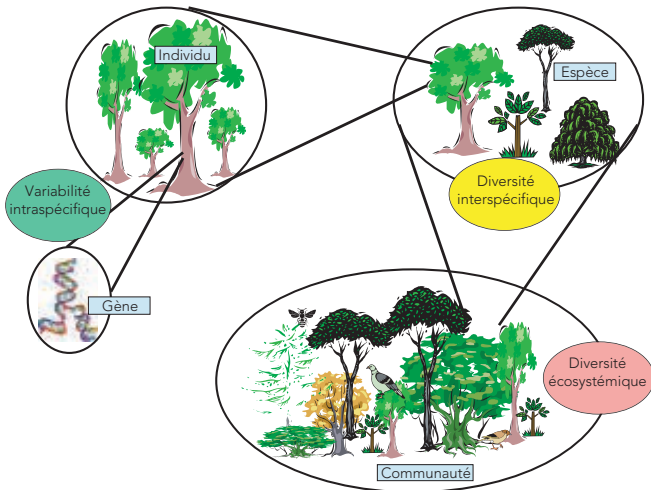 Individu
Espèce
Variabilité
intraspécifique
Diversité
interspécifique
Gène
Diversité
écosystémique
Communauté